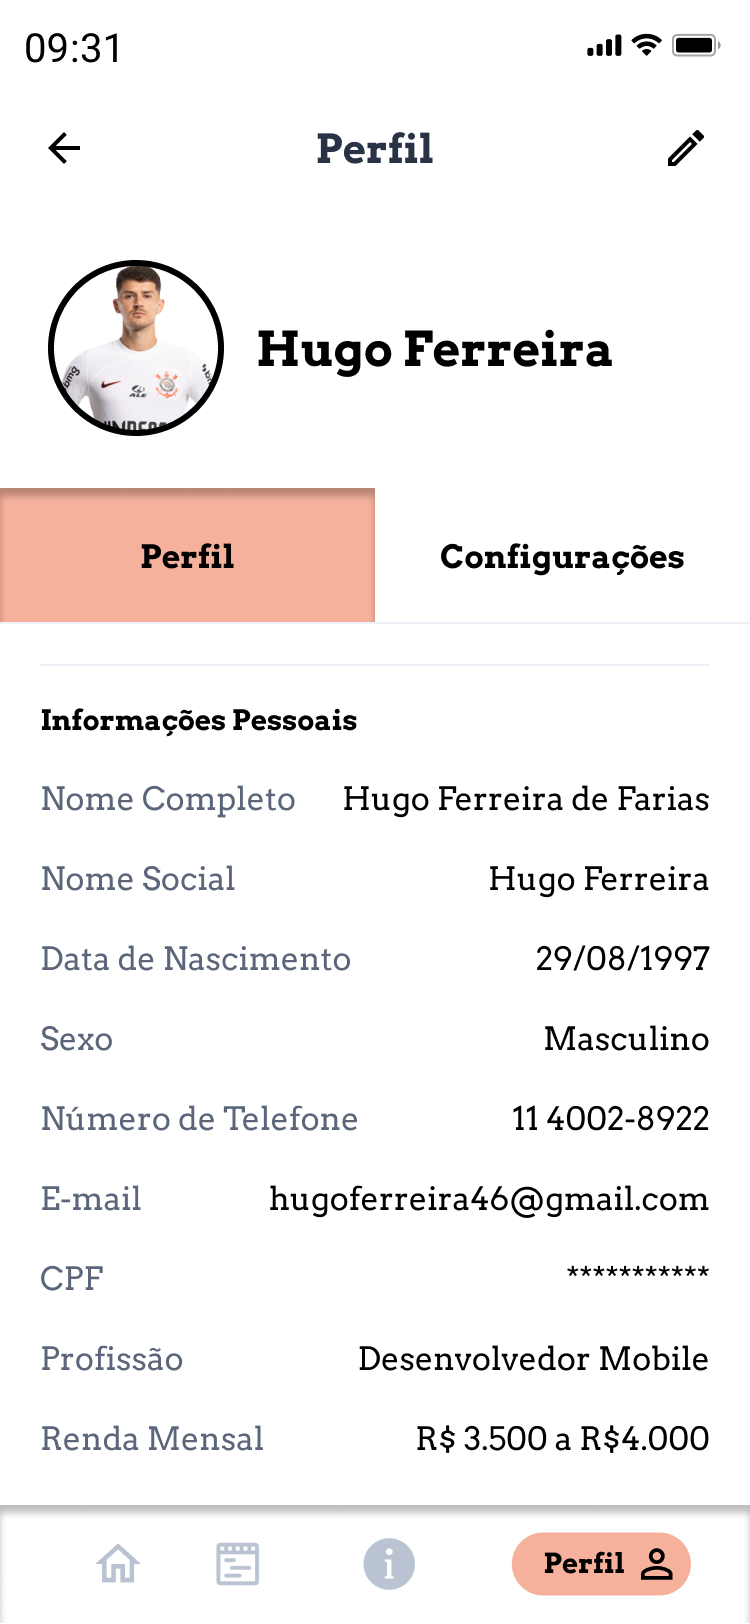 09:31
Perfil
bmg
ALE
Hugo Ferreira
Perfil
Configurações
Informações Pessoais
Nome Completo Hugo Ferreira de Farias
Nome Social Hugo Ferreira
Data de Nascimento 29/08/1997
Sexo Masculino
Número de Telefone 11 4002-8922
E-mail hugoferreira46@gmail.com
CPF ***********
Profissão Desenvolvedor Mobile
Renda Mensal R$ 3.500 a R$4.000
Perfil